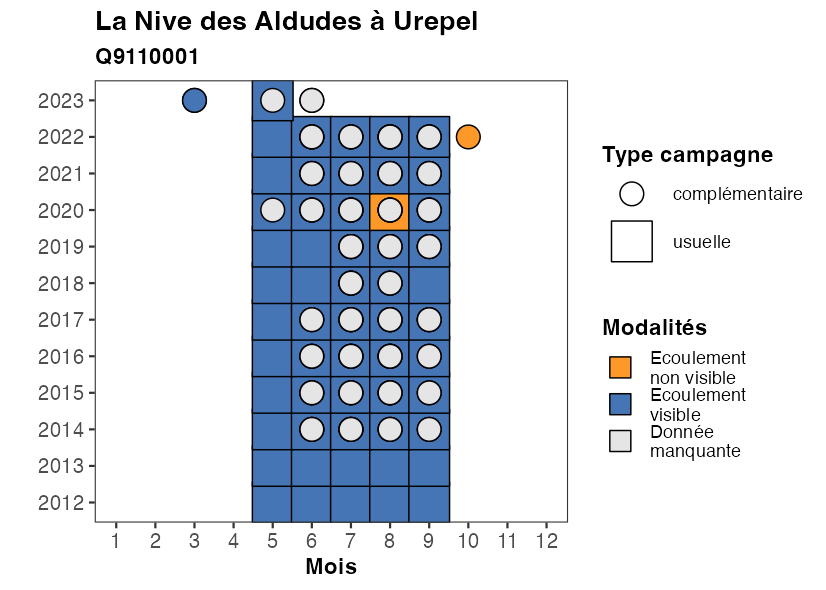 La Nive des Aldudes à Urepel
Q9110001
2023
2022
2021
2020
2019
2018
2017
2016
2015
2014
2013
2012
1 2 3 4 5 6 7 8 9 10 11 12
Mois
Type campagne
complémentaire
usuelle
Modalités
Ecoulement
non visible
Ecoulement
visible
Donnée
manquante